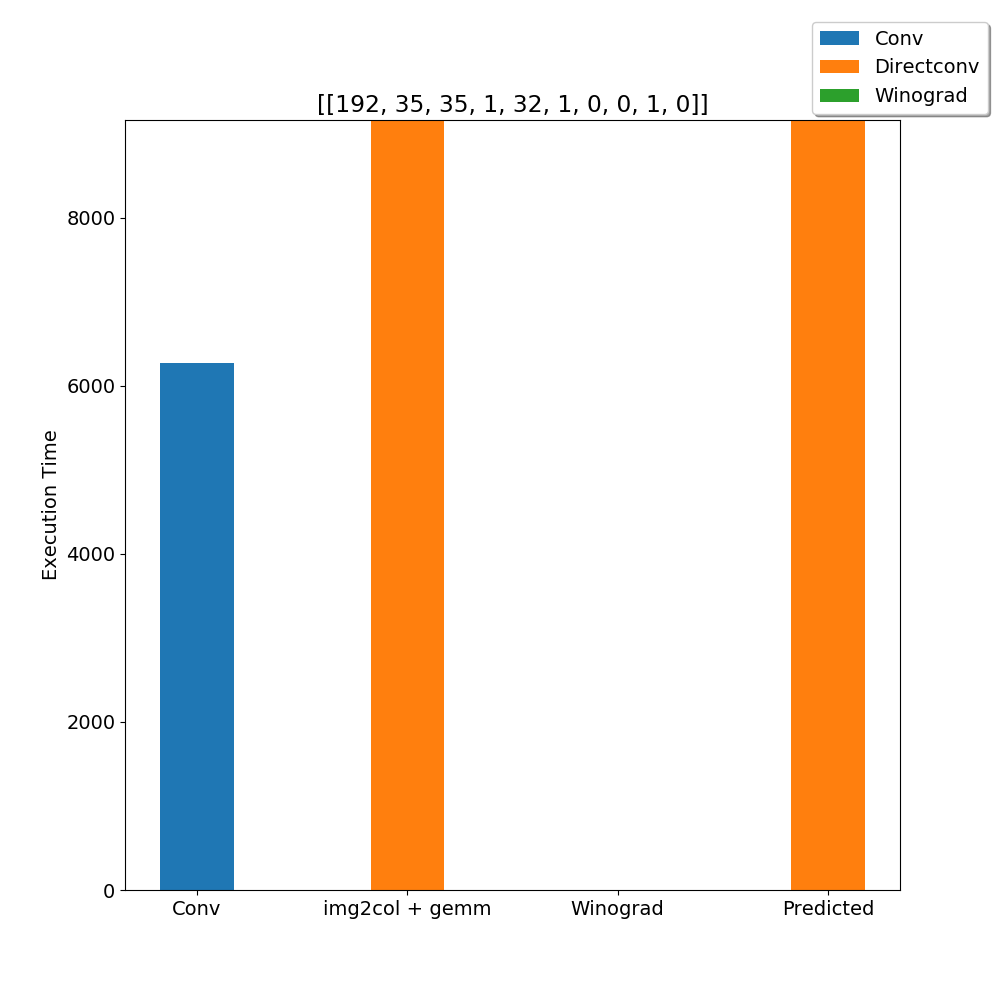 Conv
Directconv
Winograd
[[192, 35, 35, 1, 32, 1, 0, 0, 1, 0]]
8000
6000
4000
2000
0
Execution Time
Conv
img2col + gemm
Winograd
Predicted